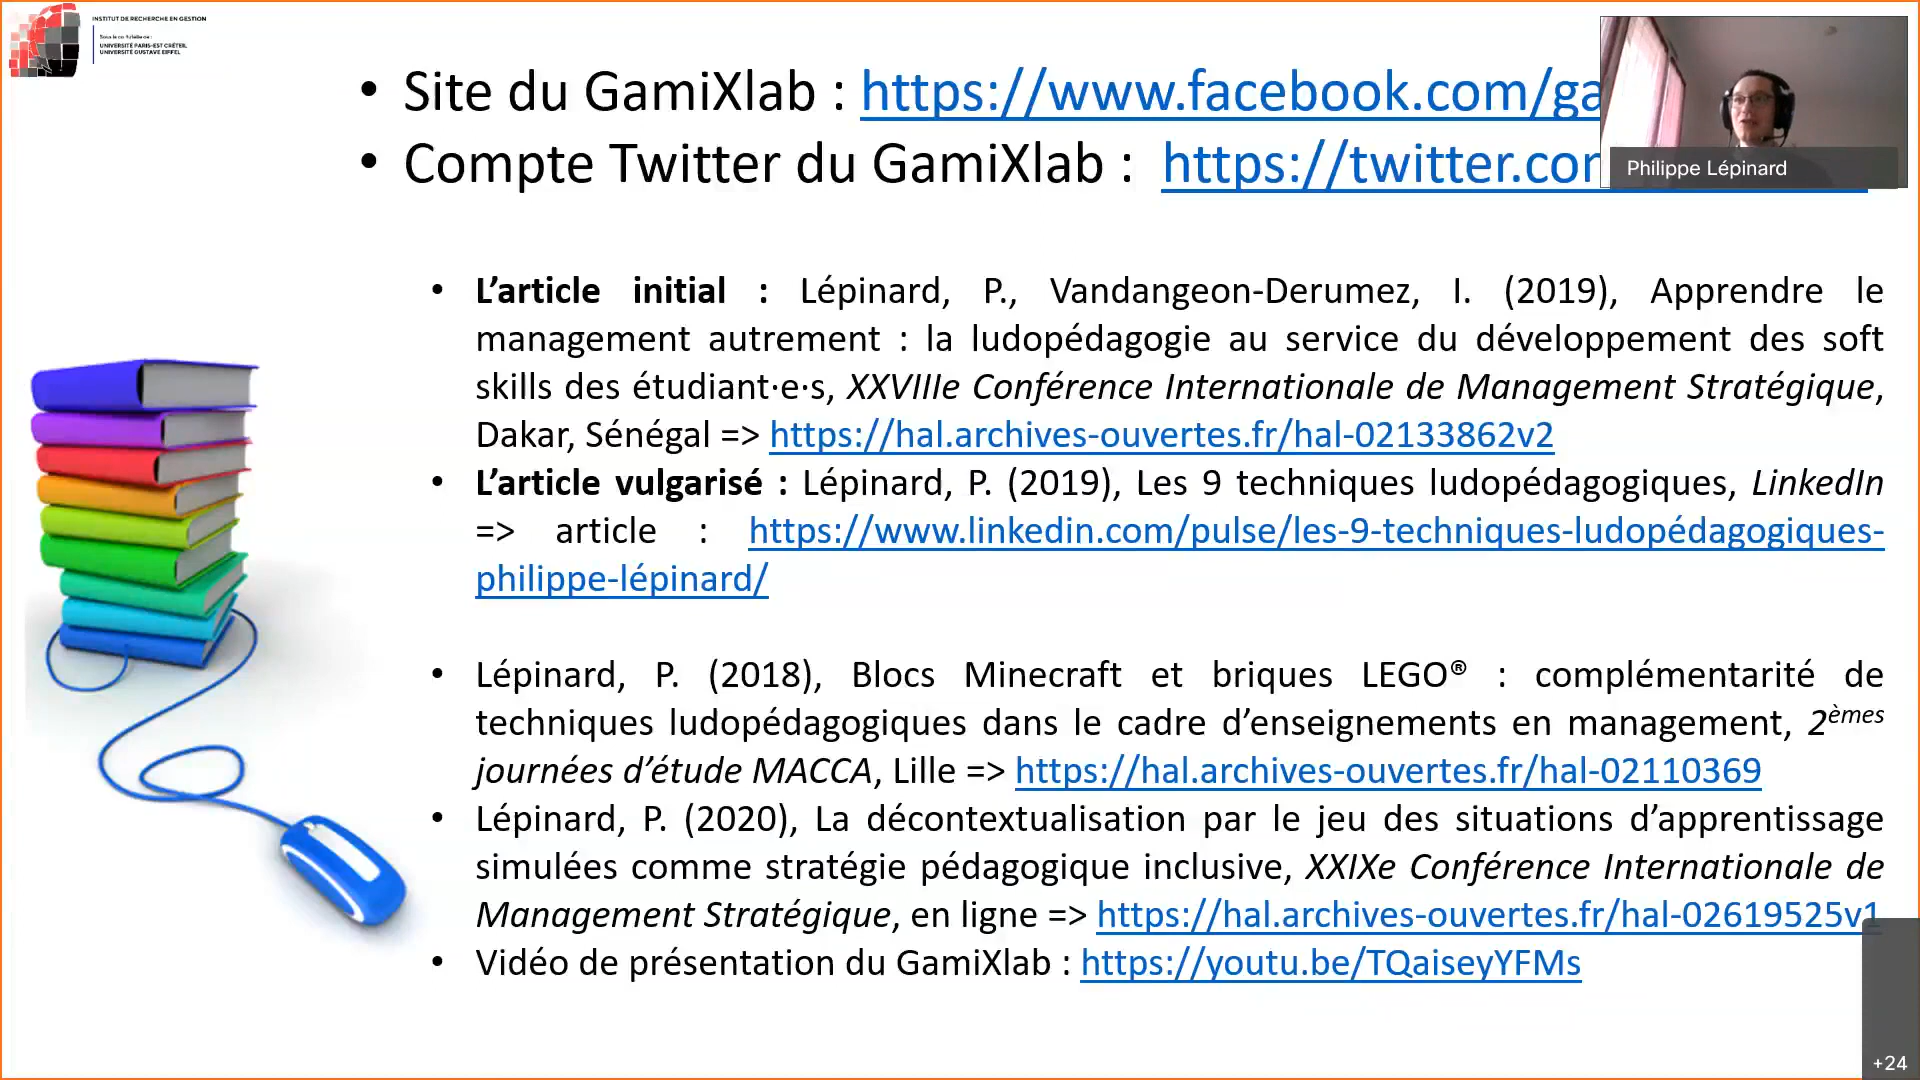 INSTITUT DE RECHERCHE EN GESTION
Sous la co-tutelle de :
UNIVERSITÉ PARIS-EST CRÉTEIL
UNIVERSITÉ GUSTAVE EIFFEL
• Site du GamiXlab : https://www.facebook.com/ga
• Compte Twitter du GamiXlab : https://twitter.com
Philippe Lépinard
• L’article initial : Lépinard, P., Vandangeon-Derumez, I. (2019), Apprendre le
management autrement : la ludopédagogie au service du développement des soft
skills des étudiant·e·s, XXVIIIe Conférence Internationale de Management Stratégique,
Dakar, Sénégal => https://hal.archives-ouvertes.fr/hal-02133862v2
• L’article vulgarisé : Lépinard, P. (2019), Les 9 techniques ludopédagogiques, LinkedIn
=> article : https://www.linkedin.com/pulse/les-9-techniques-ludopédagogiques-
philippe-lépinard/
• Lépinard, P. (2018), Blocs Minecraft et briques LEGO® : complémentarité de
techniques ludopédagogiques dans le cadre d’enseignements en management, 2èmes
journées d’étude MACCA, Lille => https://hal.archives-ouvertes.fr/hal-02110369
• Lépinard, P. (2020), La décontextualisation par le jeu des situations d’apprentissage
simulées comme stratégie pédagogique inclusive, XXIXe Conférence Internationale de
Management Stratégique, en ligne => https://hal.archives-ouvertes.fr/hal-02619525v1
• Vidéo de présentation du GamiXlab : https://youtu.be/TQaiseyYFMs
+24